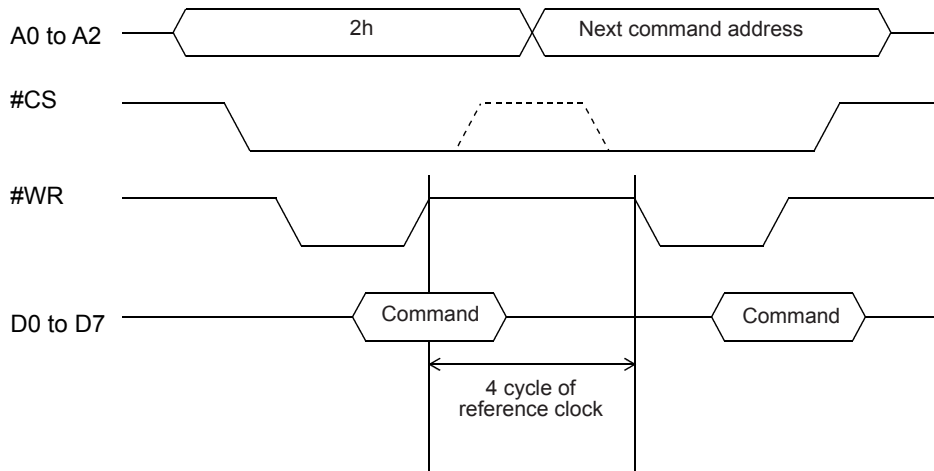 A0 to A2
2h
Next command address
#CS
#WR
D0 to D7
Command
Command
4 cycle of
reference clock